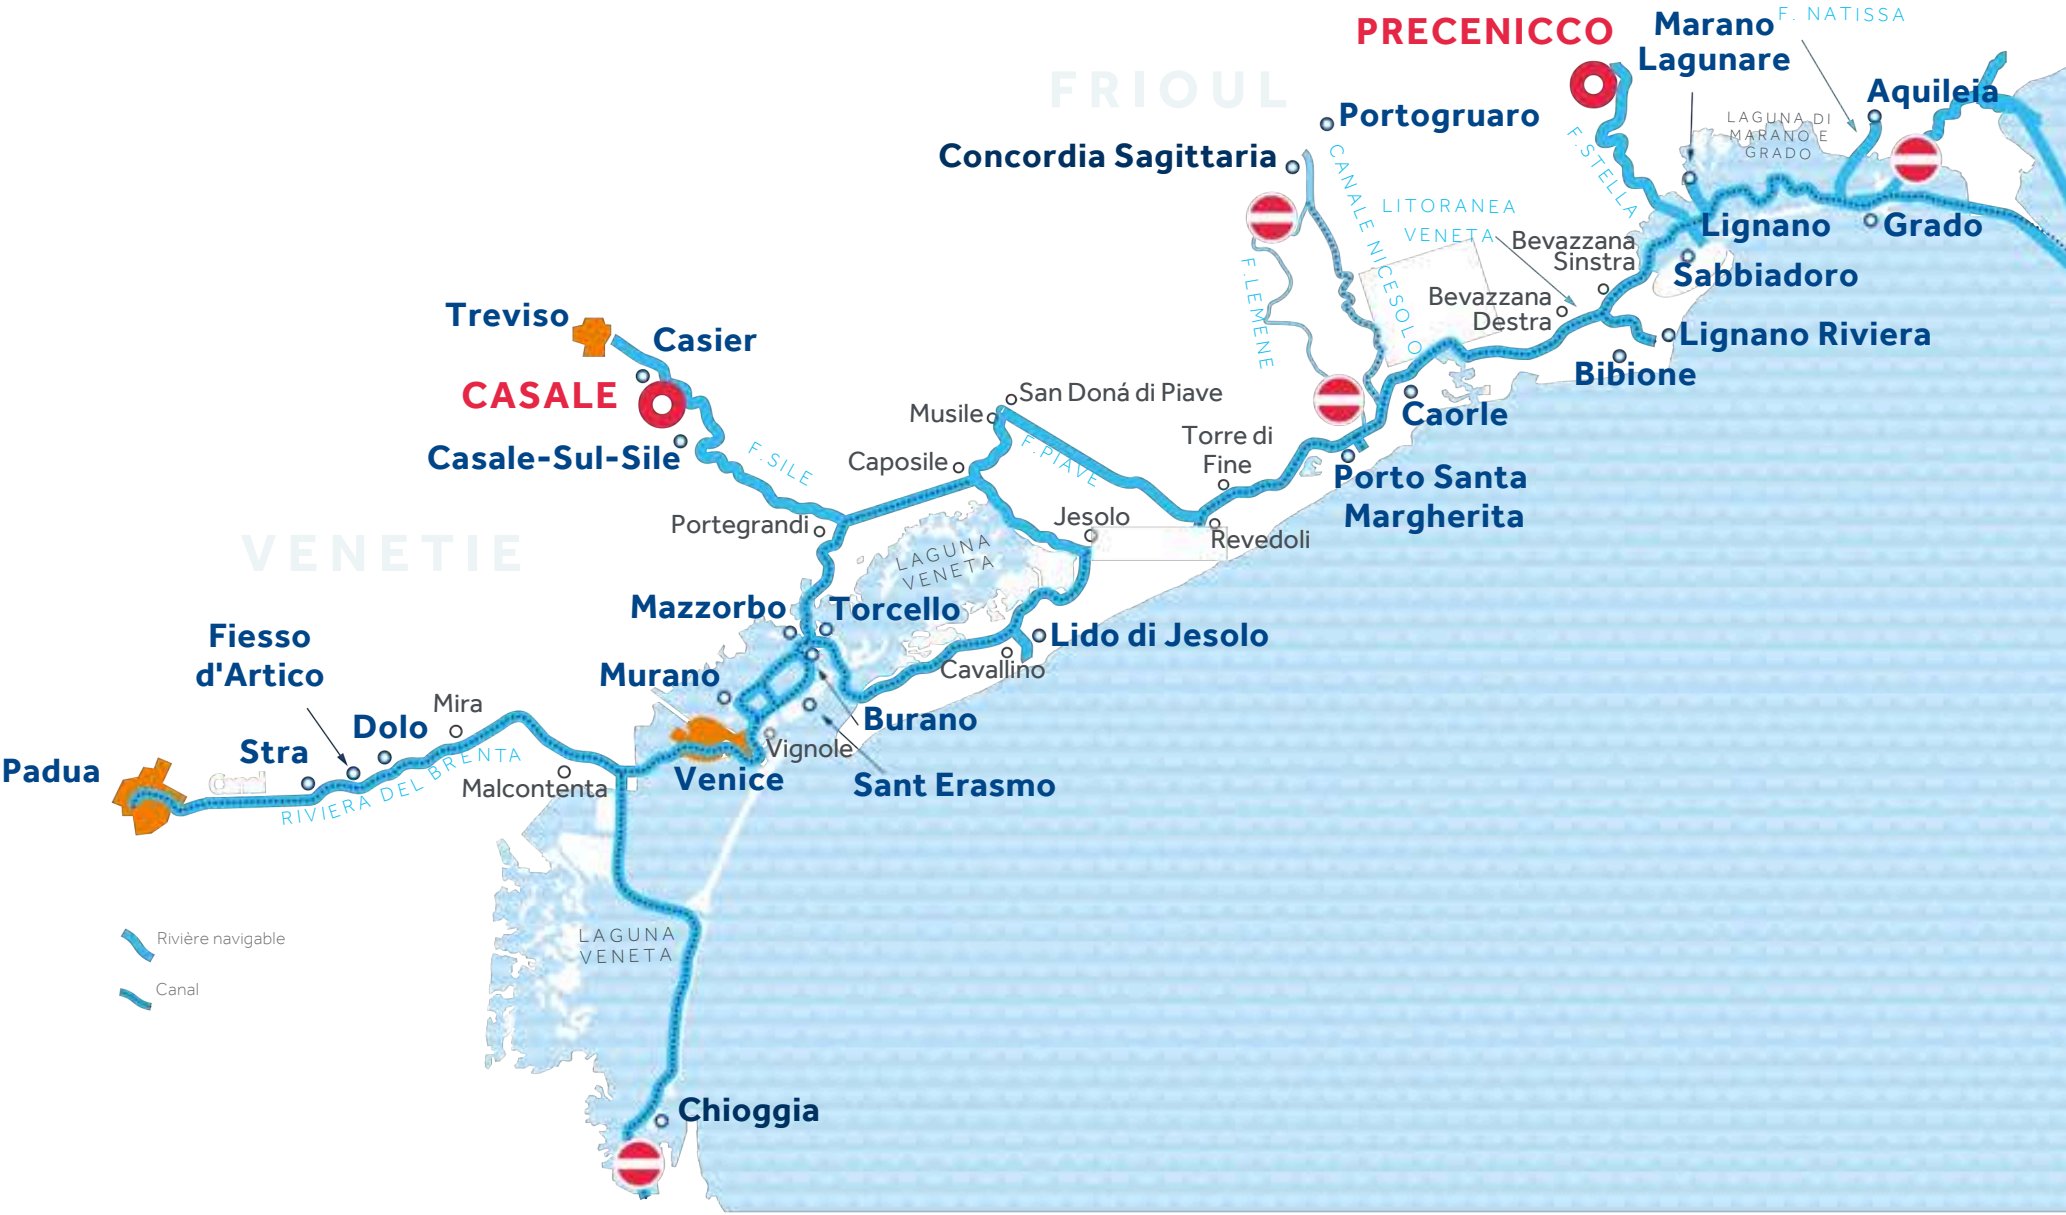 PRECENICCO
Marano
Lagunare
F. NATISSA
Aquileia
FRIOUL
Portogruaro
LAGUNA DI
MARANO E
GRADO
Concordia Sagittaria
CANALE NICESOLO
F.STELLA
LITORANEA
VENETA
Lignano
Grado
Bevazzana
Sinstra
Sabbiadoro
F.LEMENE
Bevazzana
Destra
Treviso
Casier
Lignano Riviera
Bibione
CASALE
San Doná di Piave
Musile
Caorle
Casale-Sul-Sile
F.SILE
F.PIAVE
Torre di
Fine
Caposile
Porto Santa
Margherita
Portegrandi
Jesolo
Revedoli
VENETIE
LAGUNA
VENETA
Mazzorbo
Torcello
Lido di Jesolo
Fiesso
d'Artico
Murano
Cavallino
Mira
Dolo
Burano
Stra
Vignole
Padua
Canal
RIVIERA DEL BRENTA
Malcontenta
Venice
Sant Erasmo
LAGUNA
VENETA
Rivière navigable
Canal
Chioggia